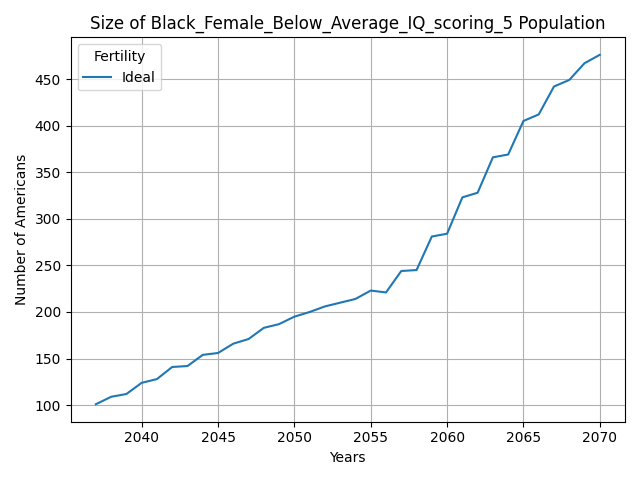 Size of Black_Female_Below_Average_IQ_scoring_5 Population
Fertility
Ideal
Number of Americans
450
400
350
300
250
200
150
100
2040 2045 2050 2055 2060 2065 2070
Years